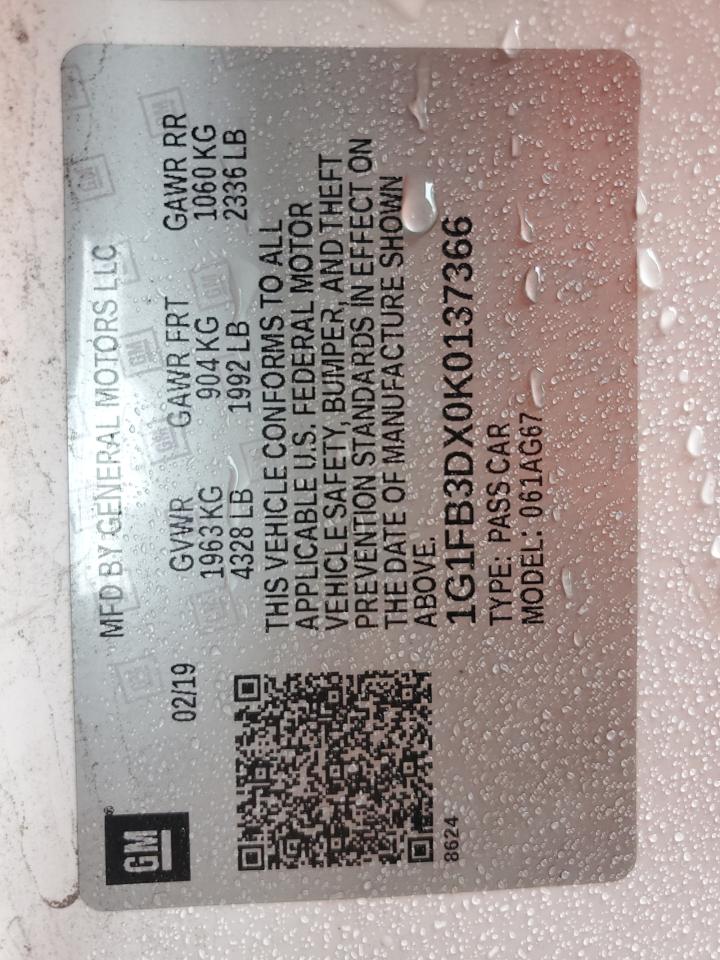 GM
MFD BY GENERAL MOTORS LLC
02/19
GVWR GAWR FRT GAWR RR
1963 KG 904 KG 1060 KG
4328 LB 1992 LB 2336 LB
THIS VEHICLE CONFORMS TO ALL
APPLICABLE U.S. FEDERAL MOTOR
VEHICLE SAFETY, BUMPER, AND THEFT
PREVENTION STANDARDS IN EFFECT ON
THE DATE OF MANUFACTURE SHOWN
ABOVE.
1G1FB3DX0K0137366
TYPE: PASS CAR
MODEL: 061AG67
8624